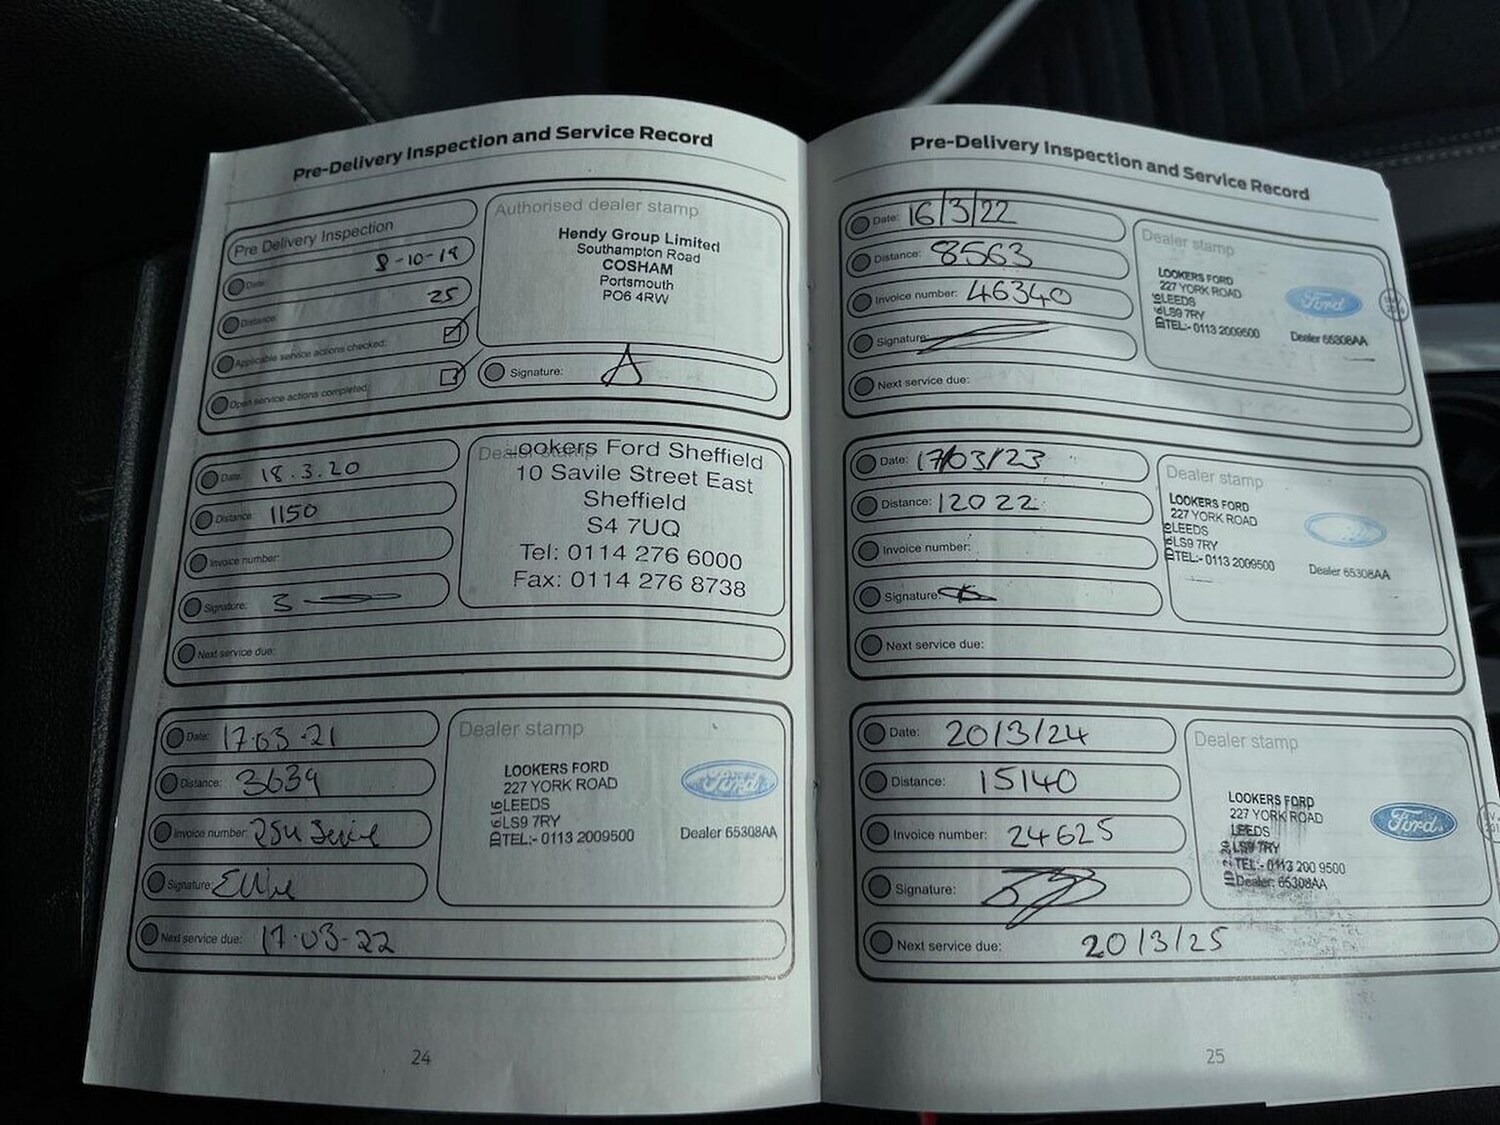 Pre-Delivery Inspection and Service Record
Pre Delivery Inspection
Date: 8-10-19
Distance: 25
Applicable service actions checked:
Open service actions completed:
Authorised dealer stamp
Hendy Group Limited
Southampton Road
COSHAM
Portsmouth
PO6 4RW
Signature:
Date: 18.3.20
Distance: 1150
Invoice number:
Signature:
Next service due:
Dealer stamp
Lookers Ford Sheffield
10 Savile Street East
Sheffield
S4 7UQ
Tel: 0114 276 6000
Fax: 0114 276 8738
Date: 17.03.21
Distance: 3639
Invoice number:
Signature: Ellie
Next service due: 17.03.22
Dealer stamp
LOOKERS FORD
227 YORK ROAD
LEEDS
LS9 7RY
TEL:- 0113 2009500
Ford
Dealer 65308AA
24
Pre-Delivery Inspection and Service Record
Date: 16/3/22
Distance: 8563
Invoice number: 46340
Signature:
Next service due:
Dealer stamp
LOOKERS FORD
227 YORK ROAD
LEEDS
LS9 7RY
TEL:- 0113 2009500
Ford
Dealer 65308AA
Date: 17/03/23
Distance: 12022
Invoice number:
Signature:
Next service due:
Dealer stamp
LOOKERS FORD
227 YORK ROAD
LEEDS
LS9 7RY
TEL:- 0113 2009500
Dealer 65308AA
Date: 20/3/24
Distance: 15140
Invoice number: 24625
Signature:
Next service due: 20/3/25
Dealer stamp
LOOKERS FORD
227 YORK ROAD
LEEDS
LS9 7RY
TEL:- 0113 200 9500
Dealer: 65308AA
Ford
25